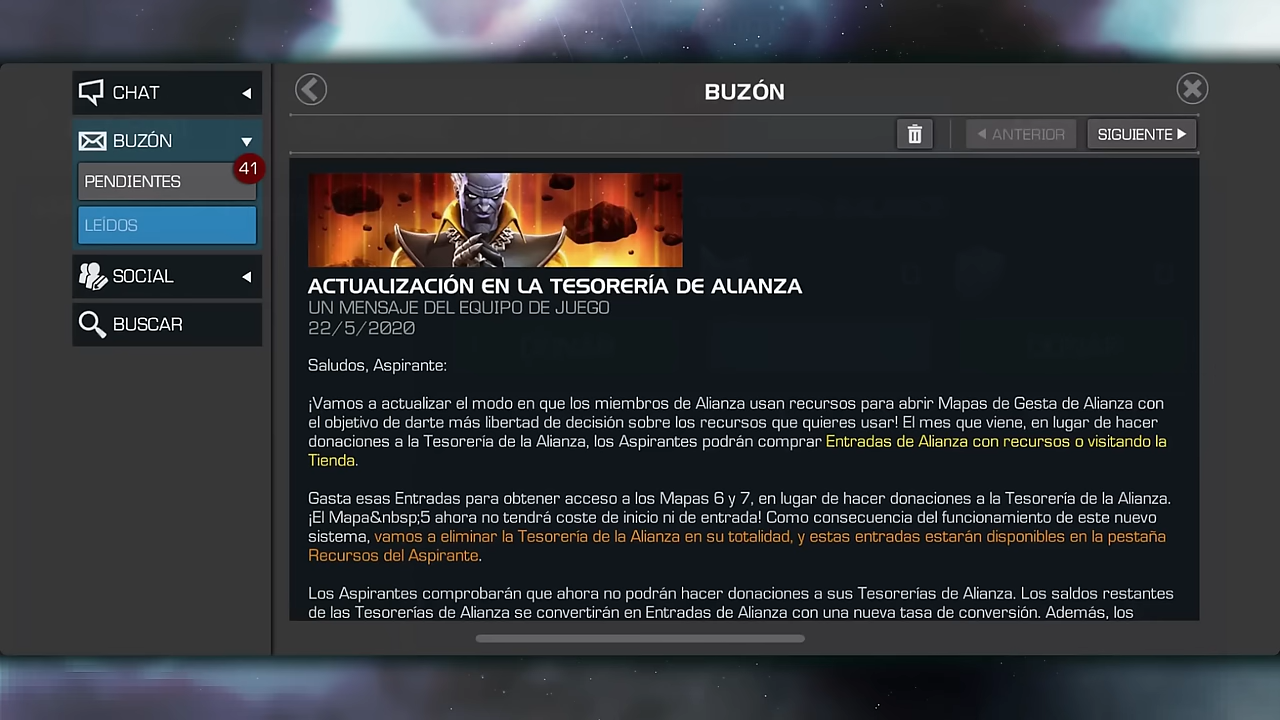 CHAT
BUZÓN
PENDIENTES
41
LEÍDOS
SOCIAL
BUSCAR
BUZÓN
ANTERIOR
SIGUIENTE
ACTUALIZACIÓN EN LA TESORERÍA DE ALIANZA
UN MENSAJE DEL EQUIPO DE JUEGO
22/5/2020
Saludos, Aspirante:
¡Vamos a actualizar el modo en que los miembros de Alianza usan recursos para abrir Mapas de Gesta de Alianza con
el objetivo de darte más libertad de decisión sobre los recursos que quieres usar! El mes que viene, en lugar de hacer
donaciones a la Tesorería de la Alianza, los Aspirantes podrán comprar Entradas de Alianza con recursos o visitando la
Tienda.
Gasta esas Entradas para obtener acceso a los Mapas 6 y 7, en lugar de hacer donaciones a la Tesorería de la Alianza.
¡El Mapa&nbsp;5 ahora no tendrá coste de inicio ni de entrada! Como consecuencia del funcionamiento de este nuevo
sistema, vamos a eliminar la Tesorería de la Alianza en su totalidad, y estas entradas estarán disponibles en la pestaña
Recursos del Aspirante.
Los Aspirantes comprobarán que ahora no podrán hacer donaciones a sus Tesorerías de Alianza. Los saldos restantes
de las Tesorerías de Alianza se convertirán en Entradas de Alianza con una nueva tasa de conversión. Además, los